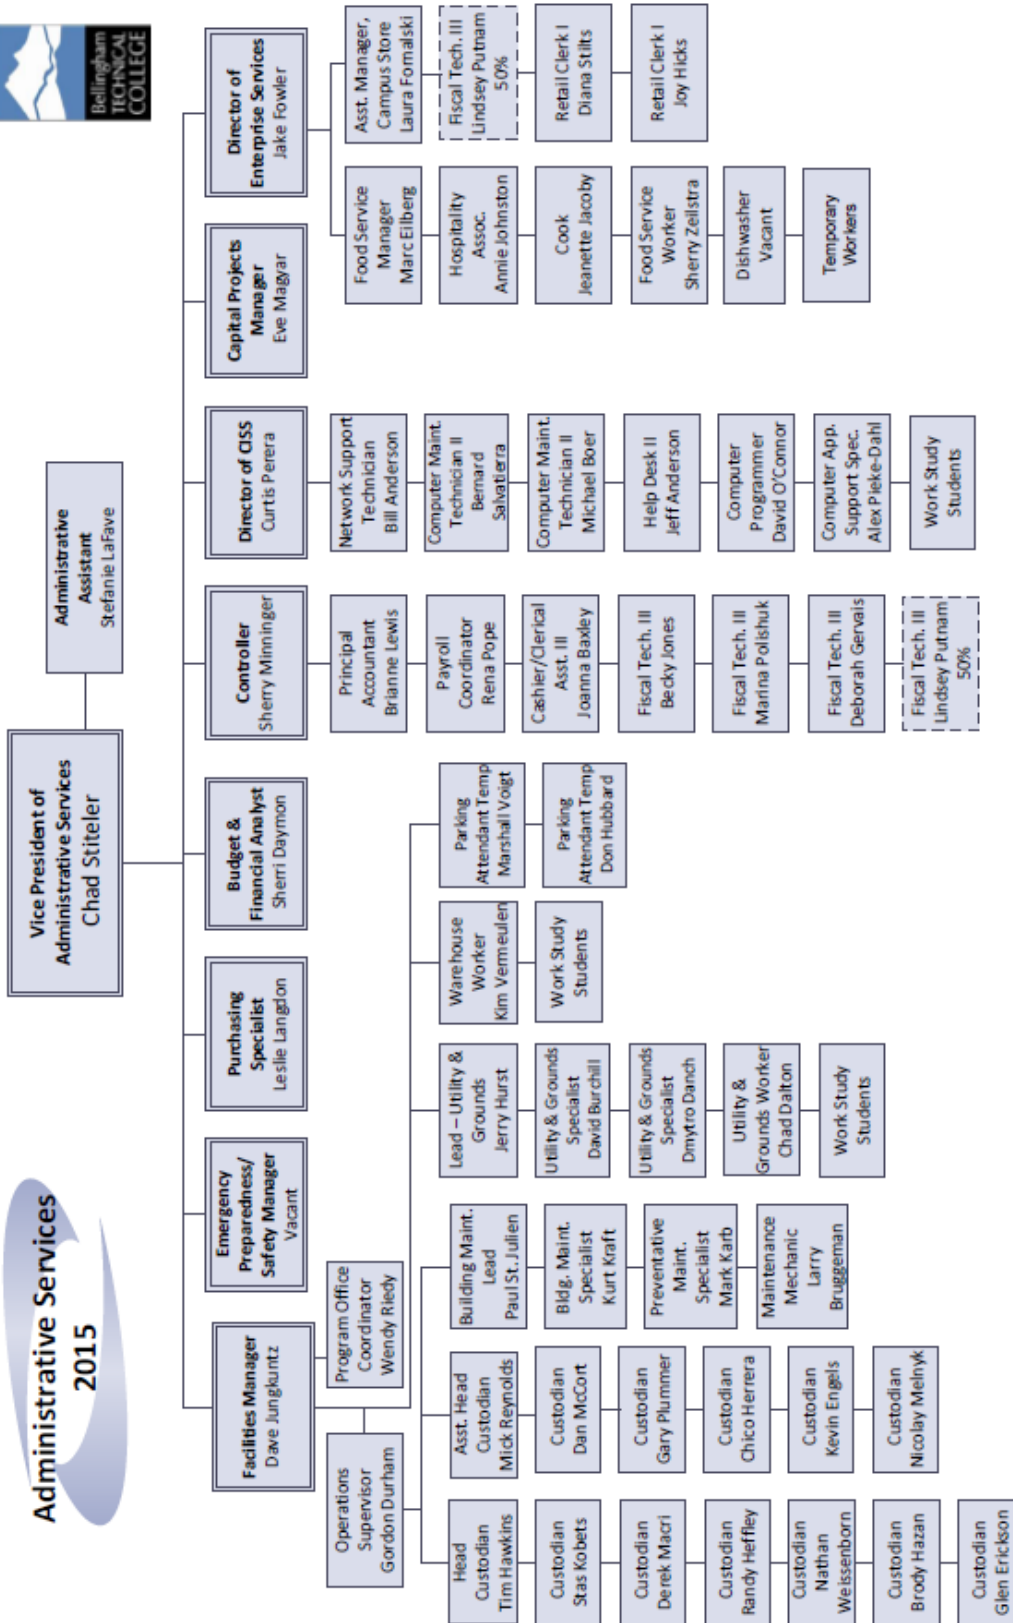 Administrative Services
2015
Bellingham
TECHNICAL
COLLEGE
Vice President of
Administrative Services
Chad Stiteler
Administrative
Assistant
Stefanie LaFave
Facilities Manager
Dave Jungkuntz
Emergency
Preparedness/
Safety Manager
Vacant
Purchasing
Specialist
Leslie Langdon
Budget &
Financial Analyst
Sherri Daymon
Controller
Sherry Minninger
Director of CISS
Curtis Perera
Capital Projects
Manager
Eve Magyar
Director of
Enterprise Services
Jake Fowler
Operations
Supervisor
Gordon Durham
Program Office
Coordinator
Wendy Riedy
Head
Custodian
Tim Hawkins
Custodian
Stas Kobets
Custodian
Derek Macri
Custodian
Randy Heffley
Custodian
Nathan
Weissenborn
Custodian
Brody Hazan
Custodian
Glen Erickson
Asst. Head
Custodian
Mick Reynolds
Custodian
Dan McCort
Custodian
Gary Plummer
Custodian
Chico Herrera
Custodian
Kevin Engels
Custodian
Nicolay Melnyk
Building Maint.
Lead
Paul St. Julien
Bldg. Maint.
Specialist
Kurt Kraft
Preventative
Maint.
Specialist
Mark Karb
Maintenance
Mechanic
Larry
Bruggeman
Lead – Utility &
Grounds
Jerry Hurst
Utility & Grounds
Specialist
David Burchill
Utility & Grounds
Specialist
Dmytro Danch
Utility &
Grounds Worker
Chad Dalton
Work Study
Students
Warehouse
Worker
Kim Vermeulen
Work Study
Students
Parking
Attendant Temp
Marshall Voigt
Parking
Attendant Temp
Don Hubbard
Principal
Accountant
Brianne Lewis
Payroll
Coordinator
Rena Pope
Cashier/Clerical
Asst. III
Joanna Baxley
Fiscal Tech. III
Becky Jones
Fiscal Tech. III
Marina Polishuk
Fiscal Tech. III
Deborah Gervais
Fiscal Tech. III
Lindsey Putnam
50%
Network Support
Technician
Bill Anderson
Computer Maint.
Technician II
Bernard
Salvatierra
Computer Maint.
Technician II
Michael Boer
Help Desk II
Jeff Anderson
Computer
Programmer
David O'Connor
Computer App.
Support Spec.
Alex Pieke-Dahl
Work Study
Students
Food Service
Manager
Marc Eilberg
Hospitality
Assoc.
Annie Johnston
Cook
Jeanette Jacoby
Food Service
Worker
Sherry Zeilstra
Dishwasher
Vacant
Temporary
Workers
Asst. Manager,
Campus Store
Laura Fomalski
Fiscal Tech. III
Lindsey Putnam
50%
Retail Clerk I
Diana Stilts
Retail Clerk I
Joy Hicks